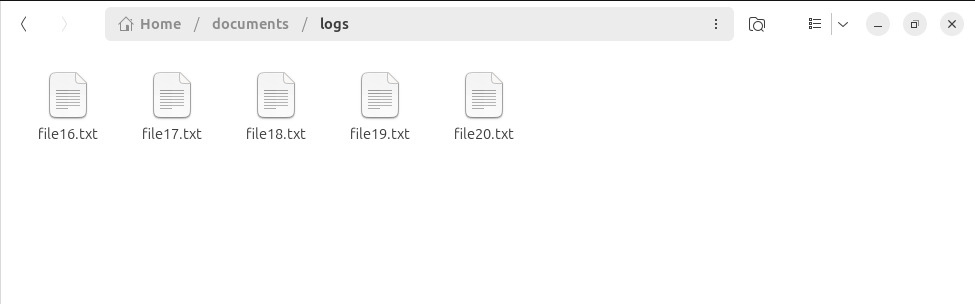 Home / documents / logs
file16.txt file17.txt file18.txt file19.txt file20.txt